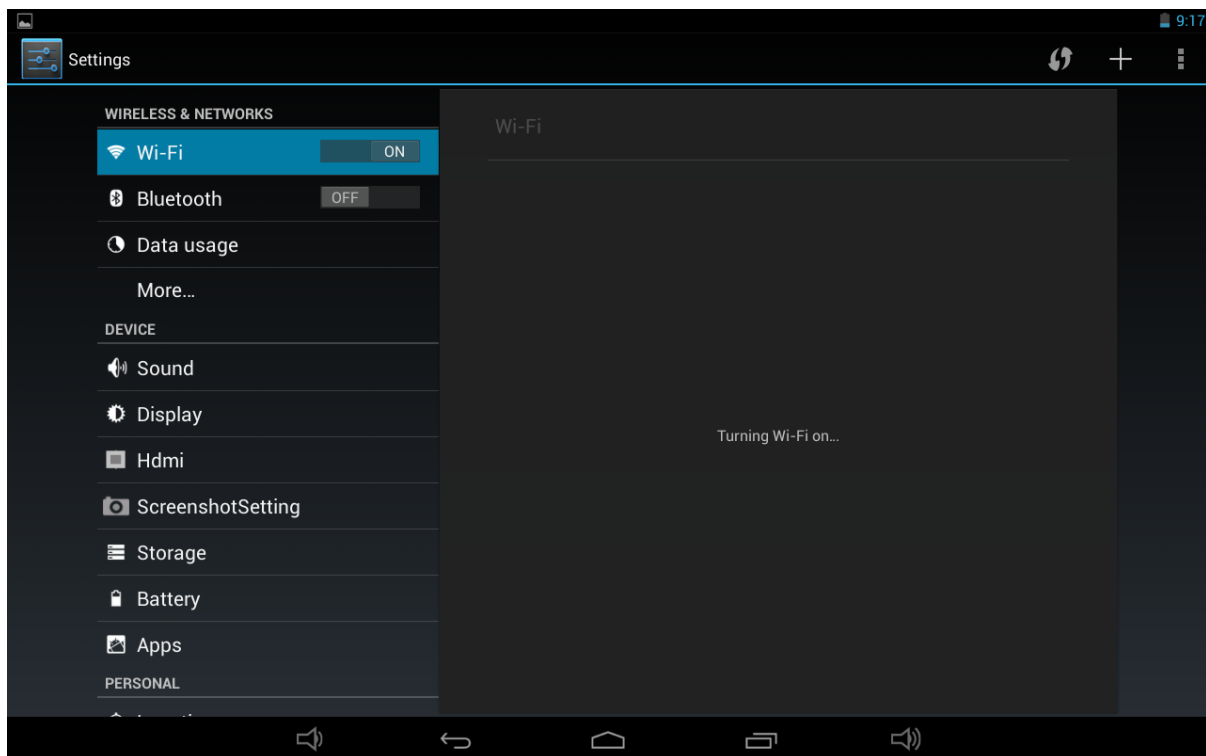 9:17
Settings
WIRELESS & NETWORKS
Wi-Fi
ON
Bluetooth
OFF
Data usage
More...
DEVICE
Sound
Display
Hdmi
ScreenshotSetting
Storage
Battery
Apps
PERSONAL
Wi-Fi
Turning Wi-Fi on...